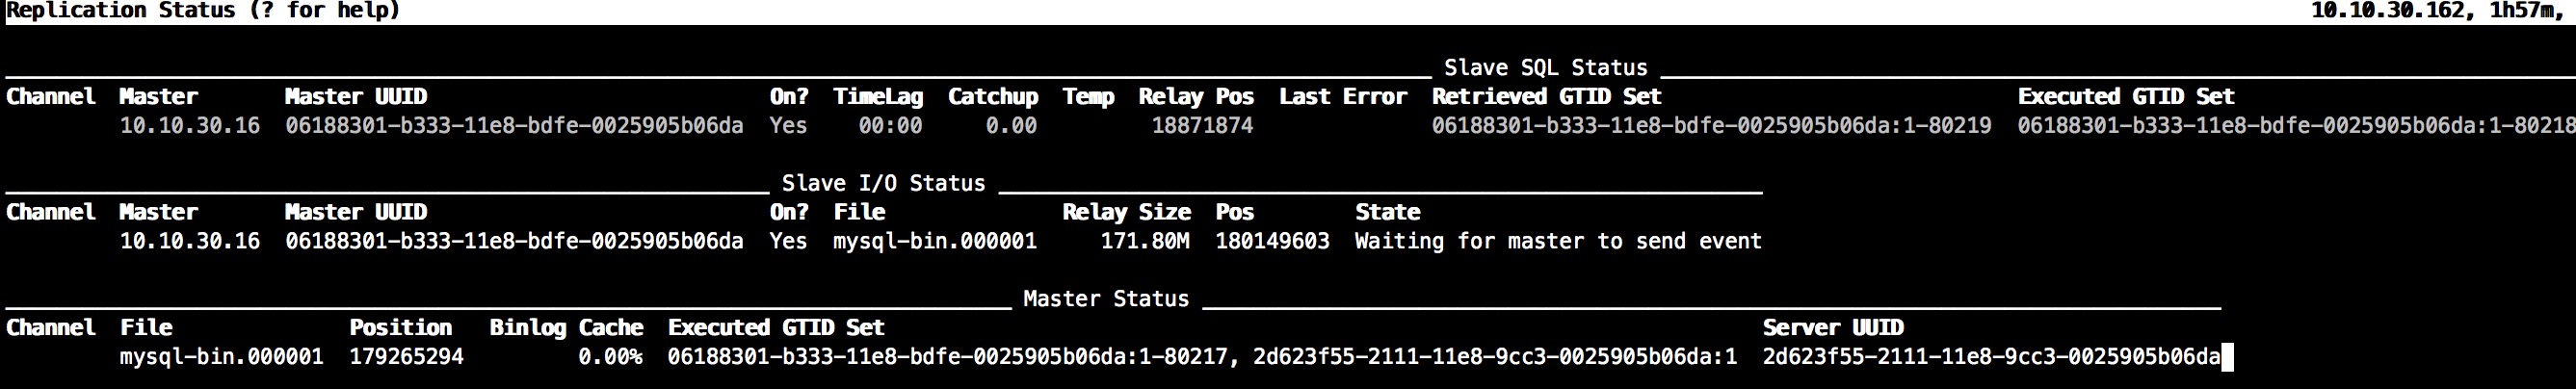 Replication Status (? for help) 10.10.30.162, 1h57m,
Slave SQL Status
Channel Master Master UUID On? TimeLag Catchup Temp Relay Pos Last Error Retrieved GTID Set Executed GTID Set
10.10.30.16 06188301-b333-11e8-bdfe-0025905b06da Yes 00:00 0.00 18871874 06188301-b333-11e8-bdfe-0025905b06da:1-80219 06188301-b333-11e8-bdfe-0025905b06da:1-80218
Slave I/O Status
Channel Master Master UUID On? File Relay Size Pos State
10.10.30.16 06188301-b333-11e8-bdfe-0025905b06da Yes mysql-bin.000001 171.80M 180149603 Waiting for master to send event
Master Status
Channel File Position Binlog Cache Executed GTID Set Server UUID
mysql-bin.000001 179265294 0.00% 06188301-b333-11e8-bdfe-0025905b06da:1-80217, 2d623f55-2111-11e8-9cc3-0025905b06da:1 2d623f55-2111-11e8-9cc3-0025905b06da